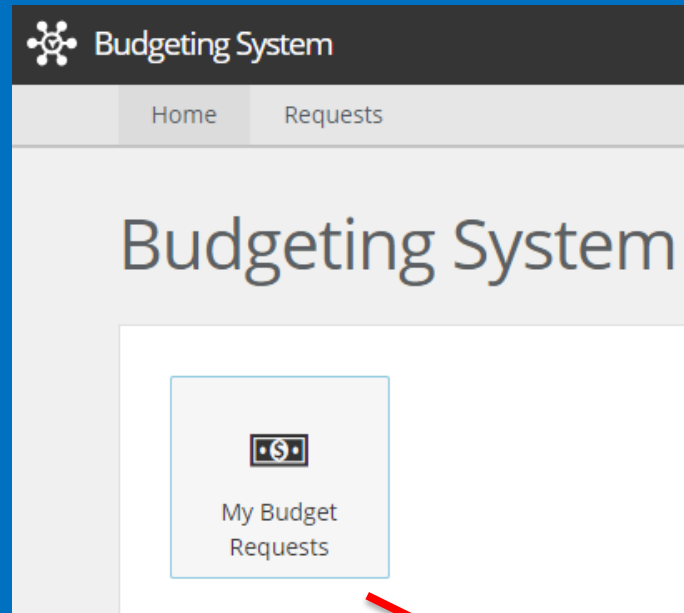 Budgeting System
Home Requests
Budgeting System
My Budget
Requests